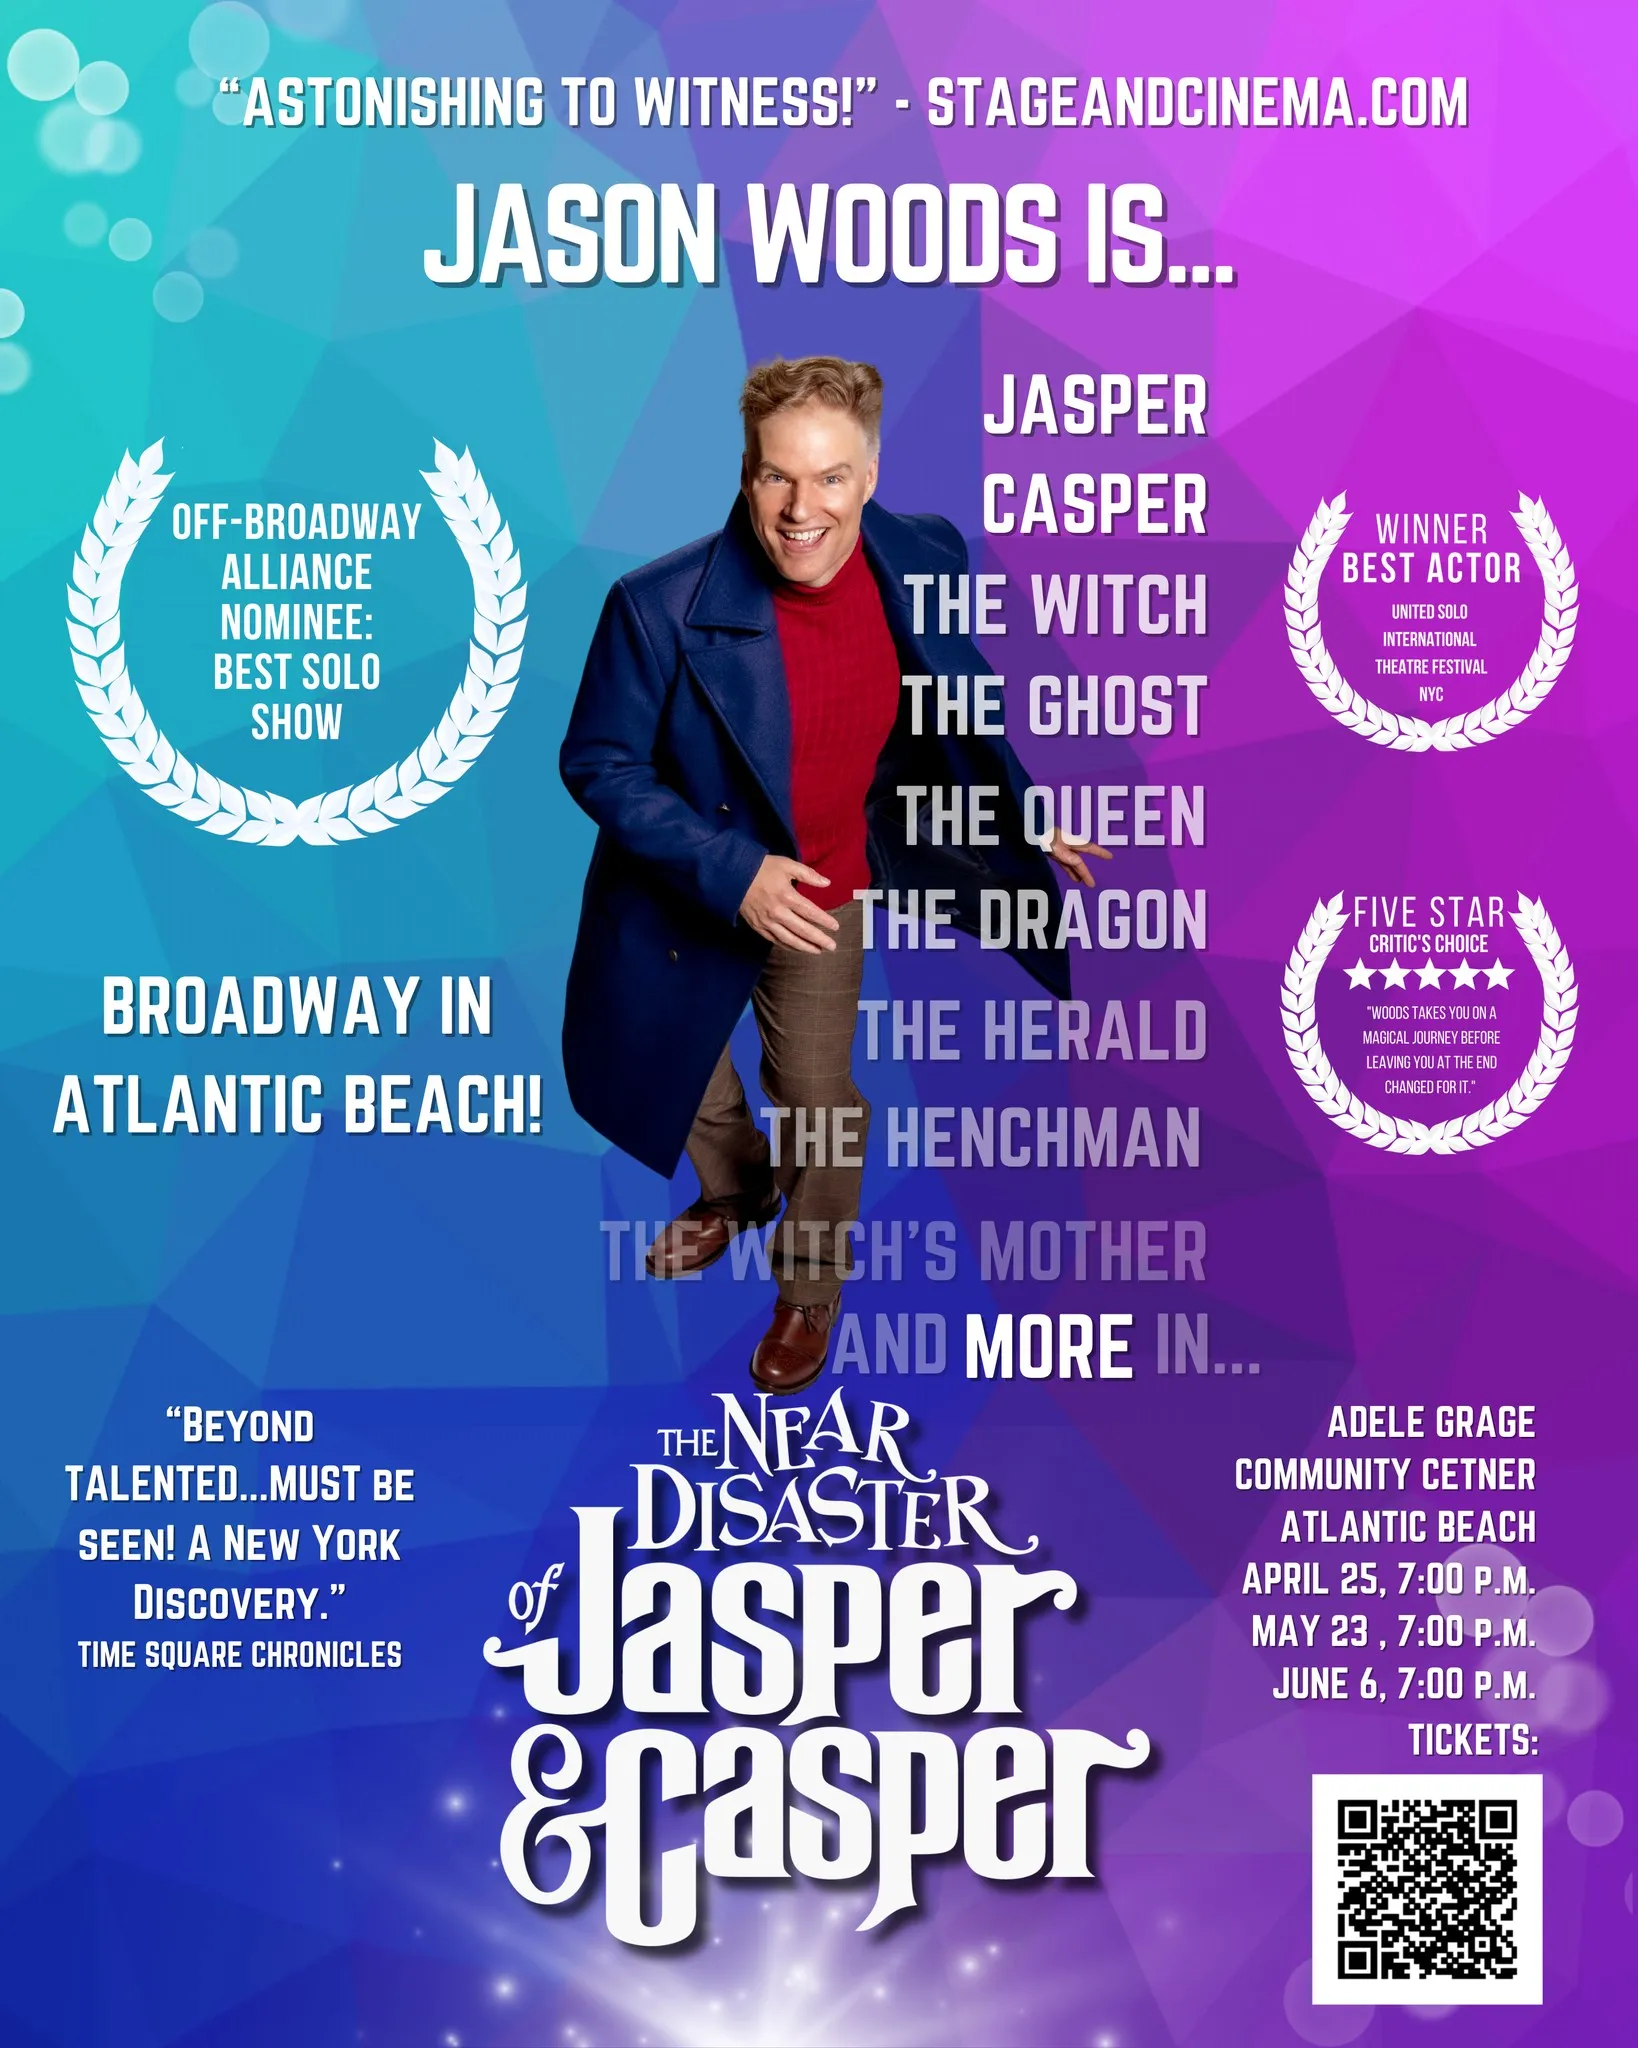 “ASTONISHING TO WITNESS!” - STAGEANDCINEMA.COM
JASON WOODS IS...
JASPER
CASPER
THE WITCH
THE GHOST
THE QUEEN
THE DRAGON
THE HERALD
THE HENCHMAN
THE WITCH’S MOTHER
AND MORE IN...
OFF-BROADWAY
ALLIANCE
NOMINEE:
BEST SOLO
SHOW
WINNER
BEST ACTOR
UNITED SOLO
INTERNATIONAL
THEATRE FESTIVAL
NYC
FIVE STAR
CRITIC'S CHOICE
"WOODS TAKES YOU ON A
MAGICAL JOURNEY BEFORE
LEAVING YOU AT THE END
CHANGED FOR IT."
BROADWAY IN
ATLANTIC BEACH!
“BEYOND
TALENTED...MUST BE
SEEN! A NEW YORK
DISCOVERY.”
TIME SQUARE CHRONICLES
THE NEAR
DISASTER
of Jasper
& Casper
ADELE GRAGE
COMMUNITY CETNER
ATLANTIC BEACH
APRIL 25, 7:00 P.M.
MAY 23 , 7:00 P.M.
JUNE 6, 7:00 P.M.
TICKETS: